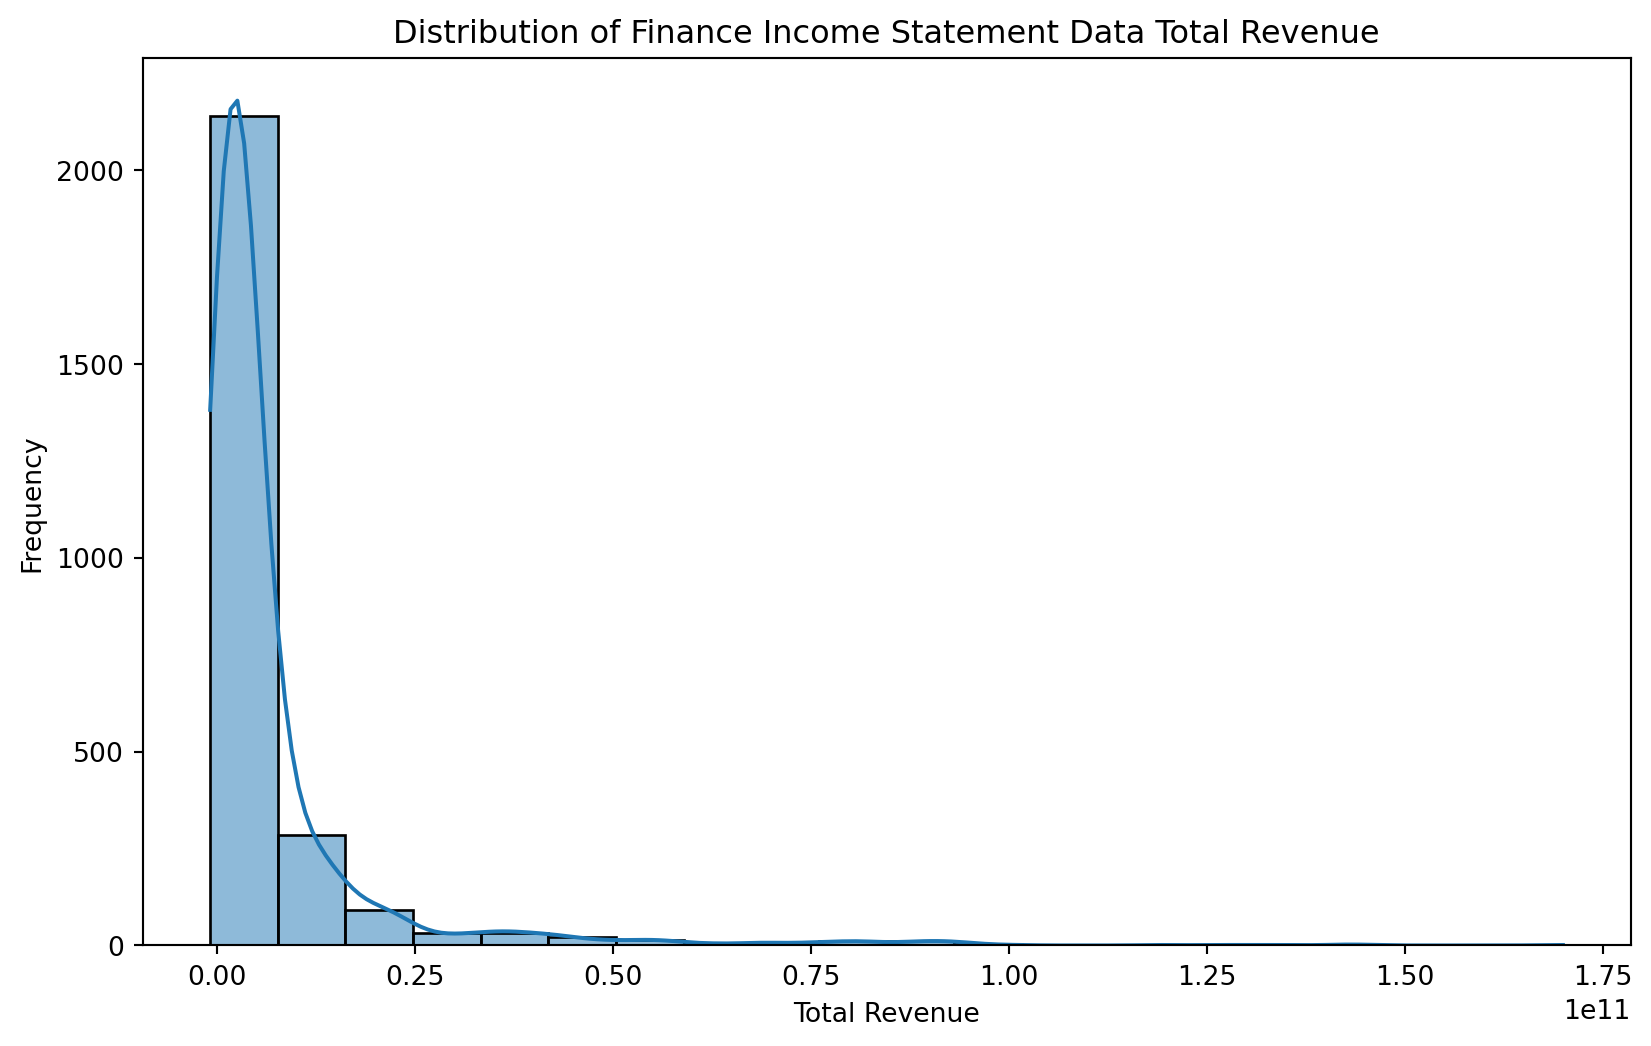 Distribution of Finance Income Statement Data Total Revenue
2000
1500
1000
500
0
Frequency
0.00 0.25 0.50 0.75 1.00 1.25 1.50 1.75
1e11
Total Revenue